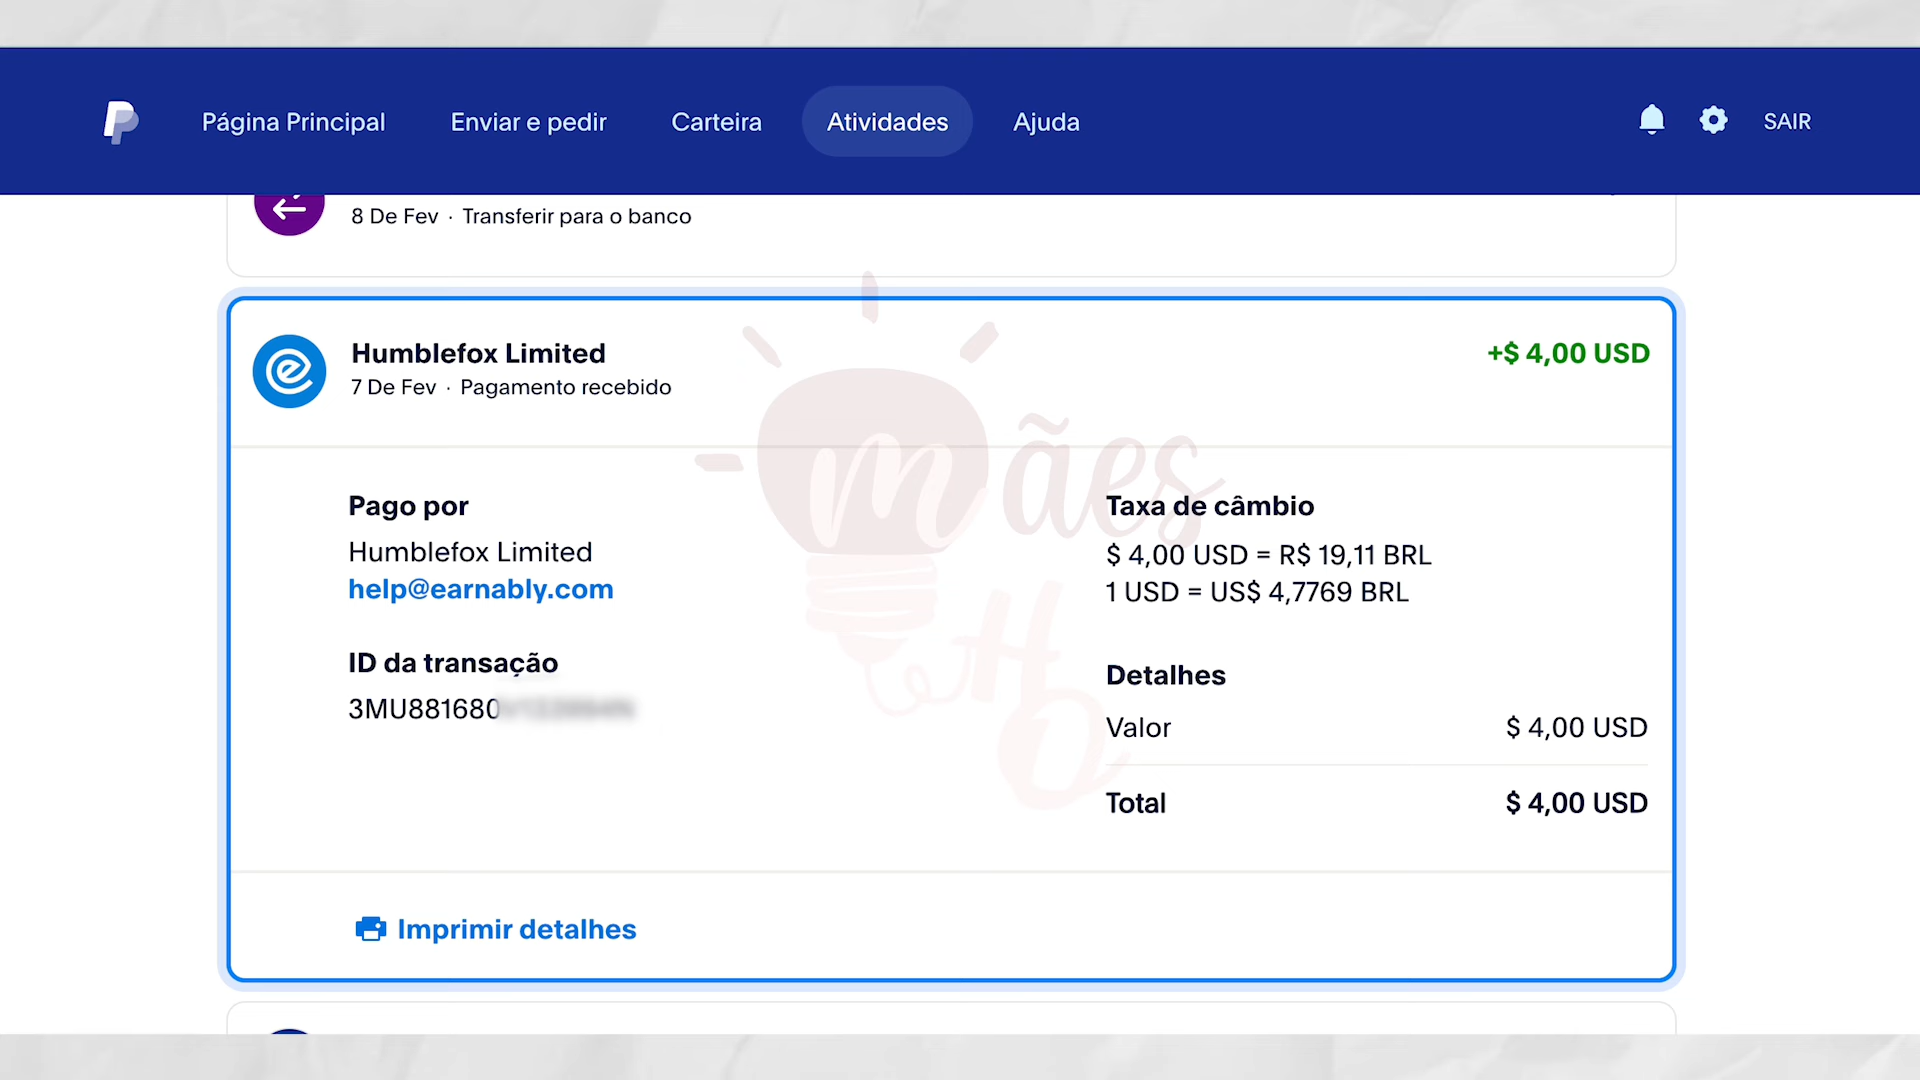 Página Principal
Enviar e pedir
Carteira
Atividades
Ajuda
SAIR
8 De Fev · Transferir para o banco
Humblefox Limited
+$ 4,00 USD
7 De Fev · Pagamento recebido
mães
HD
Pago por
Humblefox Limited
help@earnably.com
ID da transação
3MU881680
Taxa de câmbio
$ 4,00 USD = R$ 19,11 BRL
1 USD = US$ 4,7769 BRL
Detalhes
Valor
$ 4,00 USD
Total
$ 4,00 USD
Imprimir detalhes